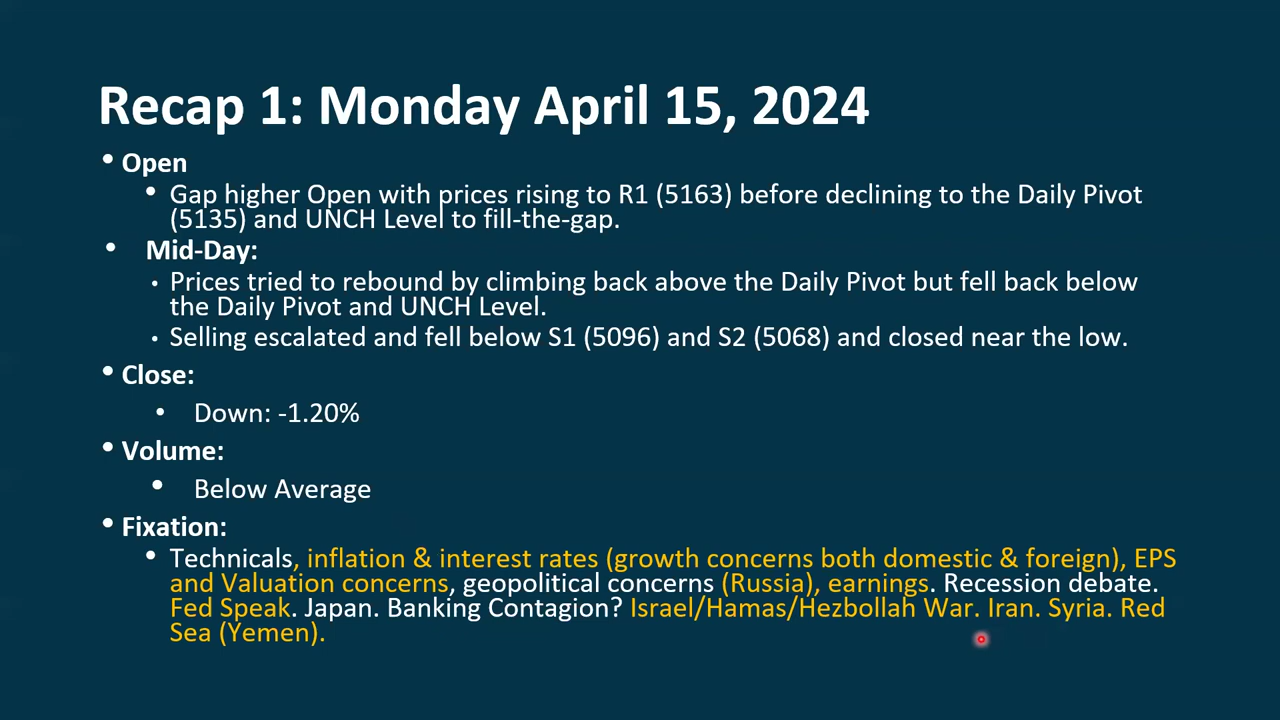 Recap 1: Monday April 15, 2024
• Open
• Gap higher Open with prices rising to R1 (5163) before declining to the Daily Pivot
(5135) and UNCH Level to fill-the-gap.
• Mid-Day:
• Prices tried to rebound by climbing back above the Daily Pivot but fell back below
the Daily Pivot and UNCH Level.
• Selling escalated and fell below S1 (5096) and S2 (5068) and closed near the low.
• Close:
• Down: -1.20%
• Volume:
• Below Average
• Fixation:
• Technicals, inflation & interest rates (growth concerns both domestic & foreign), EPS
and Valuation concerns, geopolitical concerns (Russia), earnings. Recession debate.
Fed Speak. Japan. Banking Contagion? Israel/Hamas/Hezbollah War. Iran. Syria. Red
Sea (Yemen).